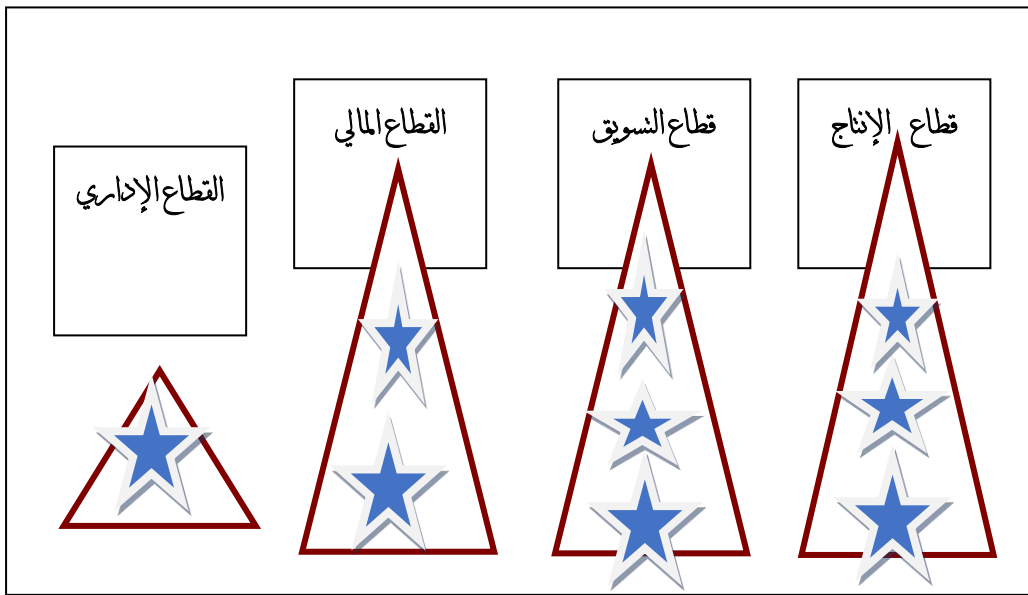 قطاع الإنتاج
قطاع التسويق
القطاع المالي
القطاع الإداري